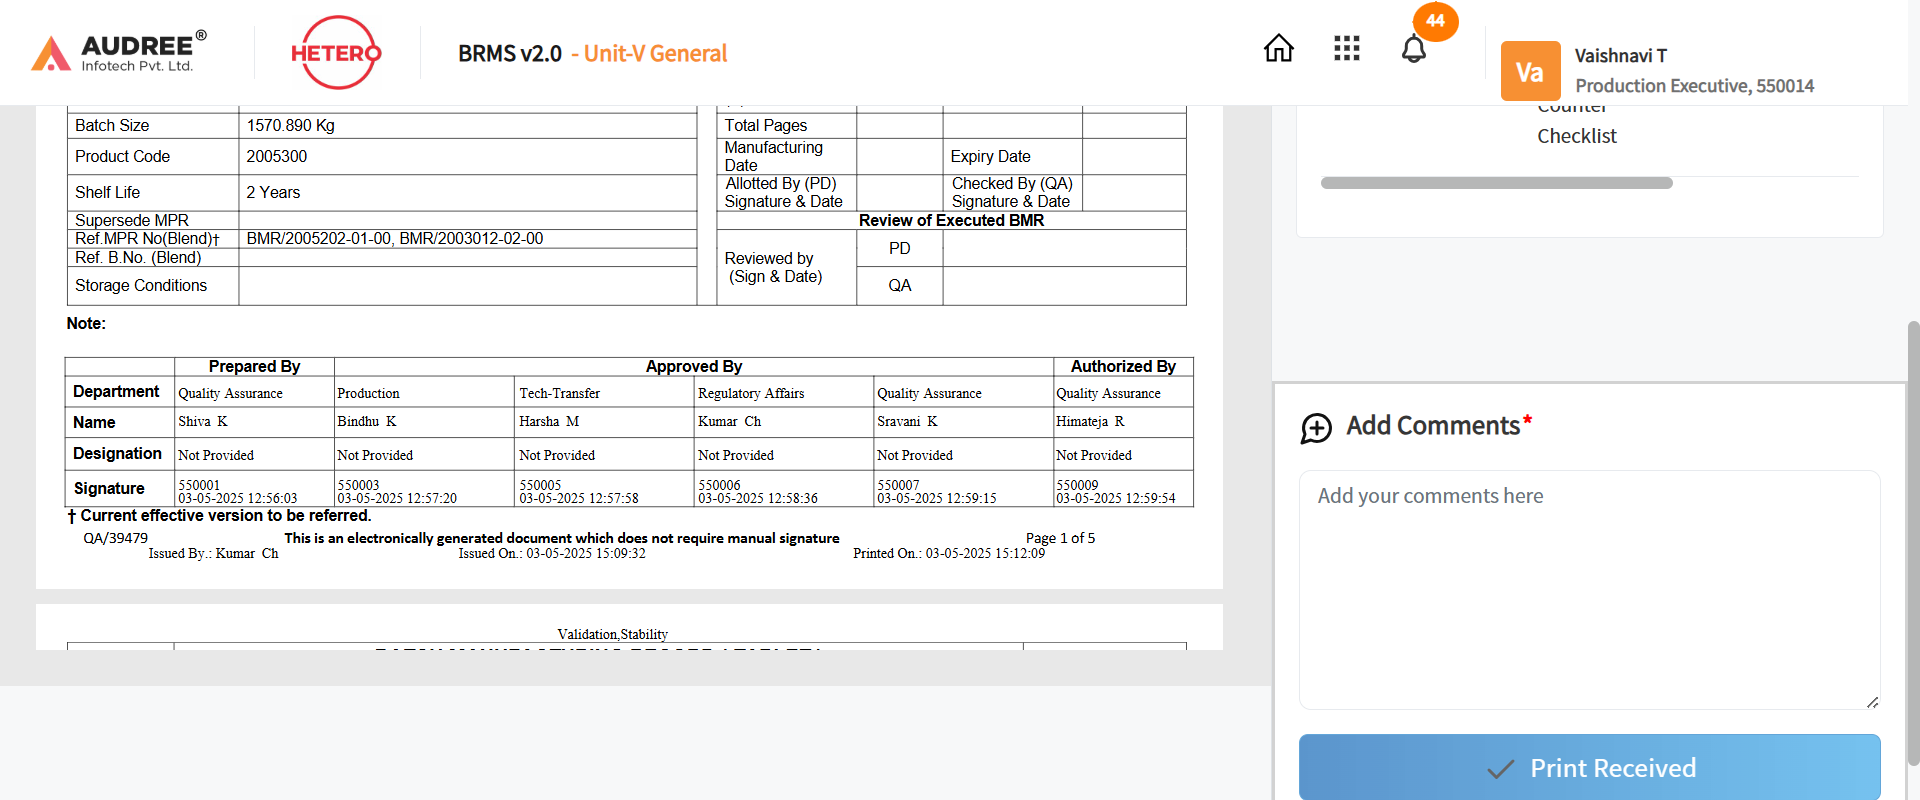 AUDREE®
Infotech Pvt. Ltd.
HETERO
BRMS v2.0 - Unit-V General
44
Va
Vaishnavi T
Production Executive, 550014
Batch Size 1570.890 Kg
Product Code 2005300
Shelf Life 2 Years
Supersede MPR
Ref.MPR No(Blend)† BMR/2005202-01-00, BMR/2003012-02-00
Ref. B.No. (Blend)
Storage Conditions
Total Pages
Manufacturing Date Expiry Date
Allotted By (PD) Signature & Date Checked By (QA) Signature & Date
Review of Executed BMR
Reviewed by (Sign & Date) PD
QA
Note:
Prepared By Approved By Authorized By
Department Quality Assurance Production Tech-Transfer Regulatory Affairs Quality Assurance Quality Assurance
Name Shiva K Bindhu K Harsha M Kumar Ch Sravani K Himateja R
Designation Not Provided Not Provided Not Provided Not Provided Not Provided Not Provided
Signature 550001 550003 550005 550006 550007 550009
03-05-2025 12:56:03 03-05-2025 12:57:20 03-05-2025 12:57:58 03-05-2025 12:58:36 03-05-2025 12:59:15 03-05-2025 12:59:54
† Current effective version to be referred.
QA/39479 This is an electronically generated document which does not require manual signature Page 1 of 5
Issued By.: Kumar Ch Issued On.: 03-05-2025 15:09:32 Printed On.: 03-05-2025 15:12:09
Validation,Stability
Counter
Checklist
Add Comments*
Add your comments here
Print Received